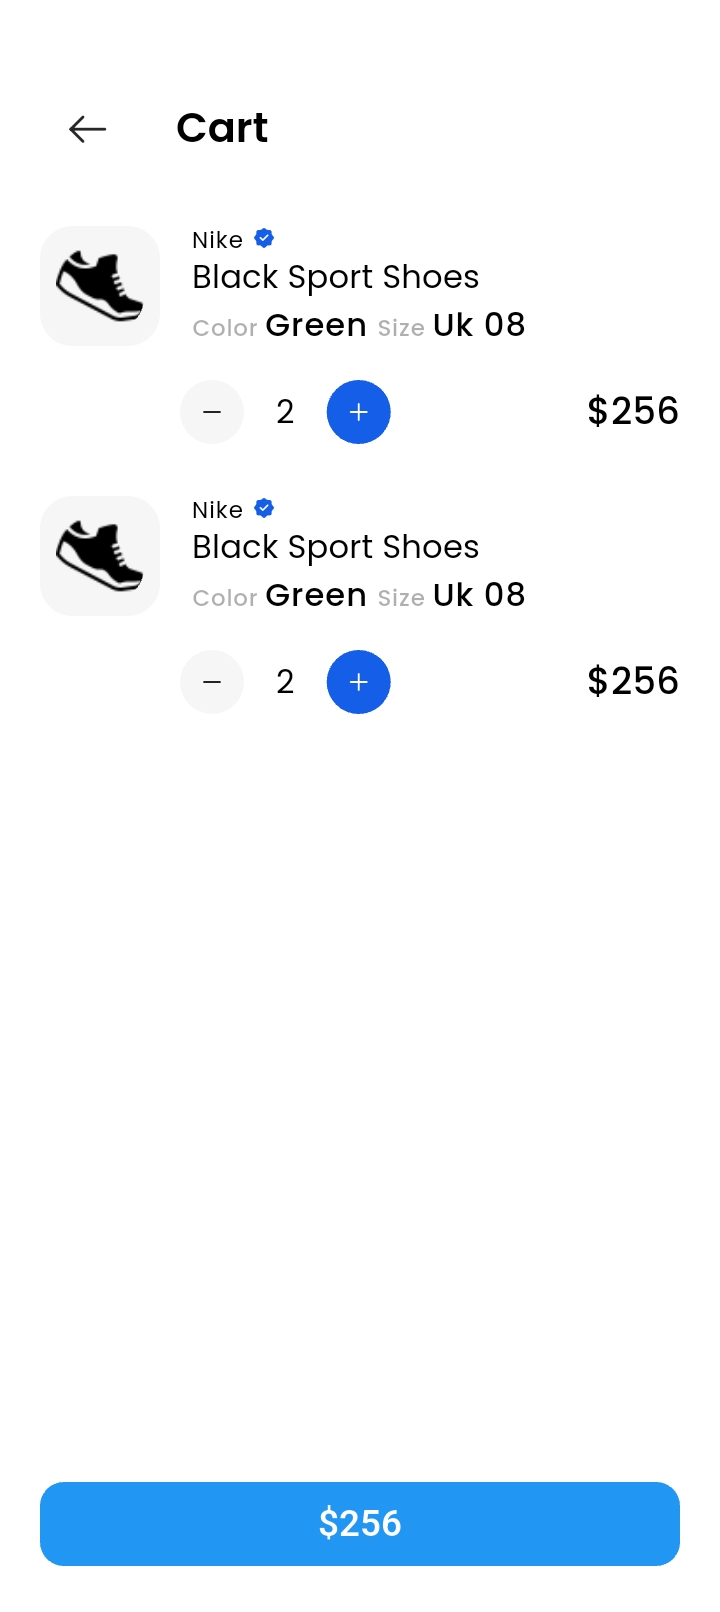 Cart
Nike
Black Sport Shoes
Color Green Size Uk 08
2
$256
Nike
Black Sport Shoes
Color Green Size Uk 08
2
$256
$256